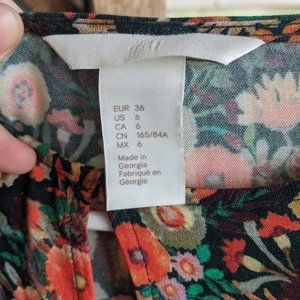 H&M
EUR 36
US 6
CA 6
CN 165/84A
MX 6
Made in
Georgia
Fabriqué en
Géorgie